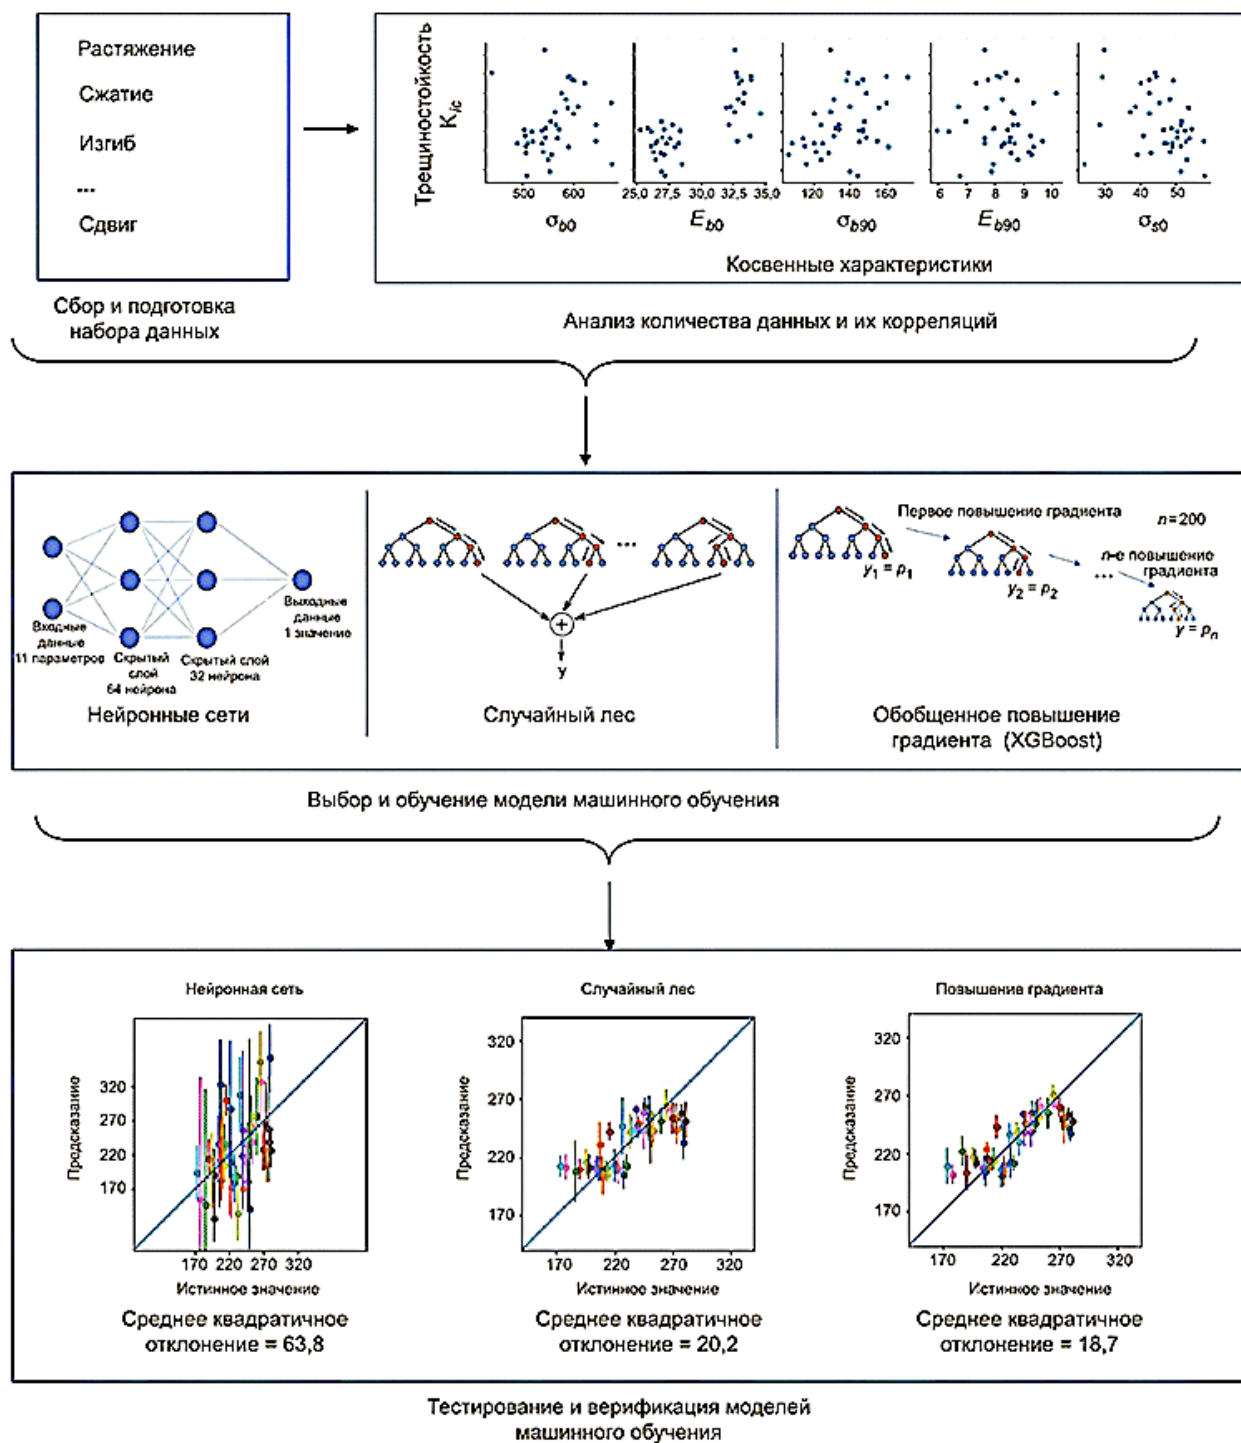 Растяжение
Сжатие
Изгиб
...
Сдвиг
Сбор и подготовка
набора данных
Трещиностойкость
K_ic
500 600
25,0 27,5 30,0 32,5 35,0
120 140 160
6 7 8 9 10
30 40 50
σ_b0
E_b0
σ_b90
E_b90
σ_s0
Косвенные характеристики
Анализ количества данных и их корреляций
Входные
данные
11 параметров
Скрытый
слой
64 нейрона
Скрытый слой
32 нейрона
Выходные
данные
1 значение
Нейронные сети
...
+
y
Случайный лес
Первое повышение градиента
n=200
y₁ = p₁
y₂ = p₂
...
n-е повышение
градиента
y = pₙ
Обобщенное повышение
градиента (XGBoost)
Выбор и обучение модели машинного обучения
Нейронная сеть
Предсказание
320
270
220
170
170 220 270 320
Истинное значение
Среднее квадратичное
отклонение = 63,8
Случайный лес
Предсказание
320
270
220
170
170 220 270 320
Истинное значение
Среднее квадратичное
отклонение = 20,2
Повышение градиента
Предсказание
320
270
220
170
170 220 270 320
Истинное значение
Среднее квадратичное
отклонение = 18,7
Тестирование и верификация моделей
машинного обучения